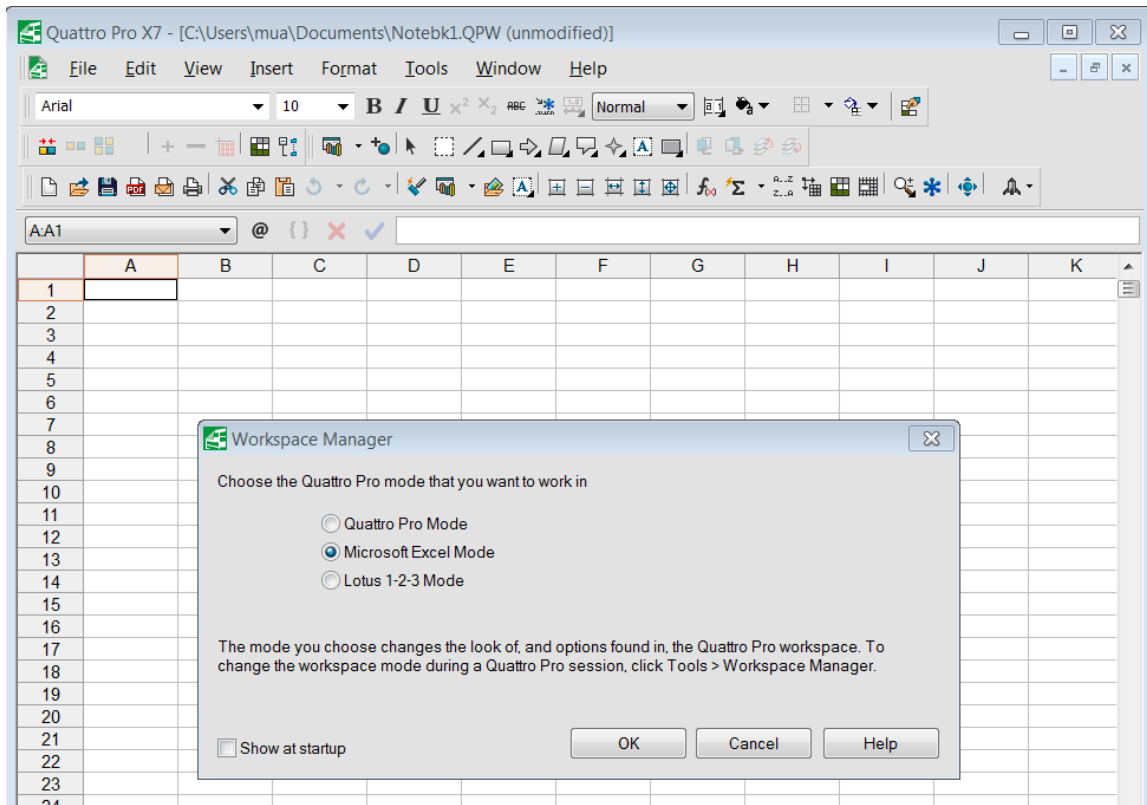 Quattro Pro X7 - [C:\Users\mua\Documents\Notebk1.QPW (unmodified)]
File Edit View Insert Format Tools Window Help
Arial 10 B I U x² X₂ ABC Normal
A:A1 @ { }
A B C D E F G H I J K
1
2
3
4
5
6
7
8
9
10
11
12
13
14
15
16
17
18
19
20
21
22
23
24
Workspace Manager
Choose the Quattro Pro mode that you want to work in
Quattro Pro Mode
Microsoft Excel Mode
Lotus 1-2-3 Mode
The mode you choose changes the look of, and options found in, the Quattro Pro workspace. To
change the workspace mode during a Quattro Pro session, click Tools > Workspace Manager.
Show at startup OK Cancel Help